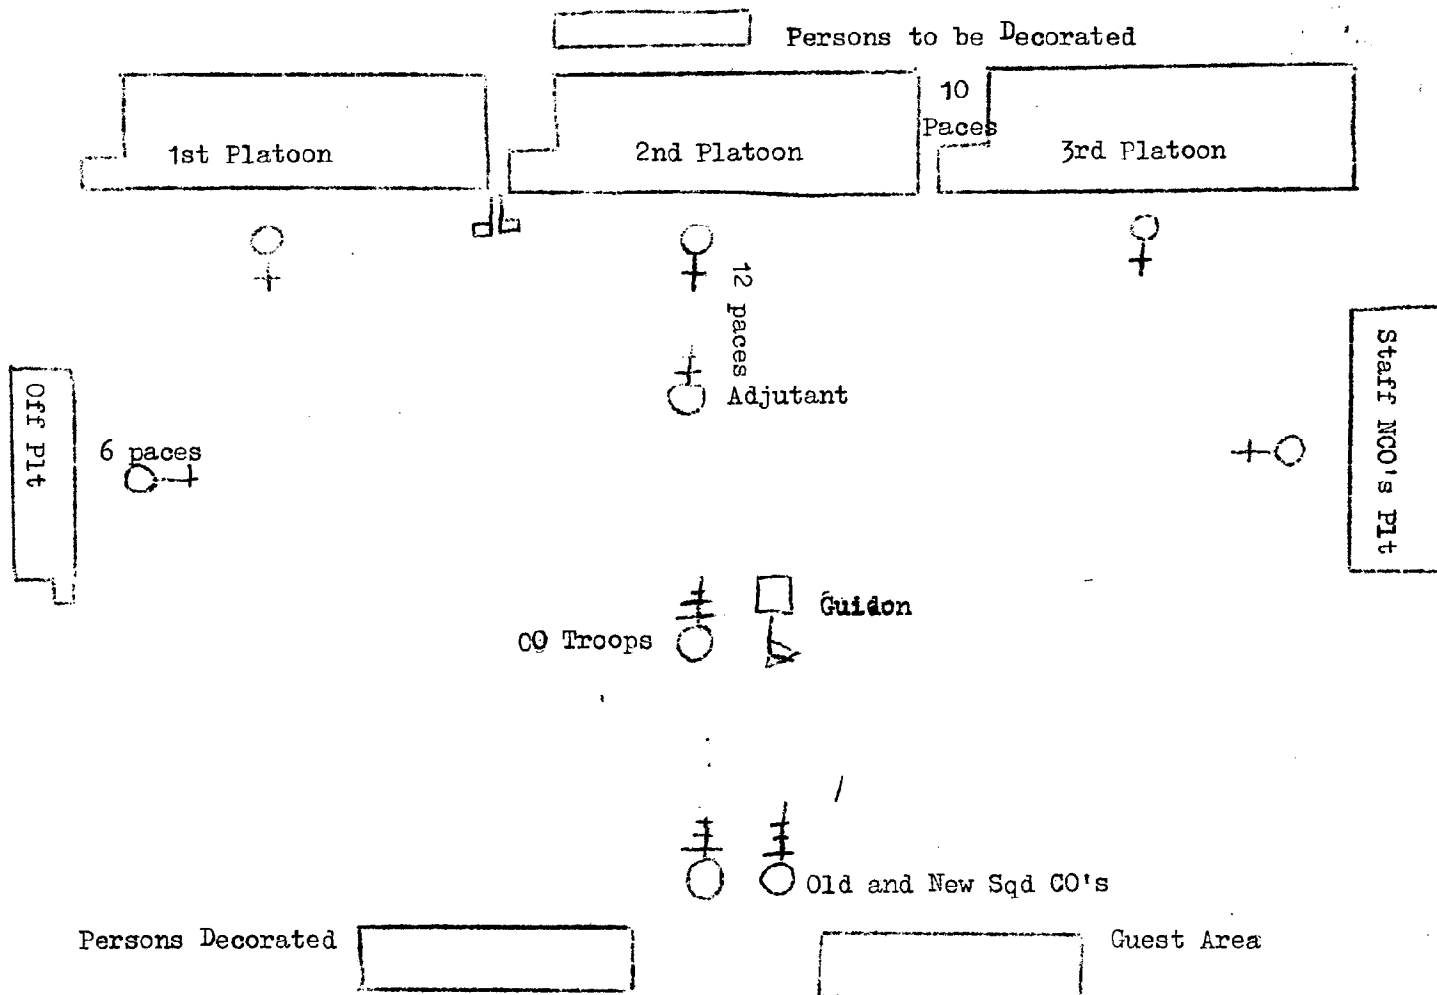 Persons to be Decorated
10
Paces
1st Platoon
2nd Platoon
3rd Platoon
12 paces
Off Plt
Staff NCO's Plt
Adjutant
6 paces
Guidon
CO Troops
Old and New Sqd CO's
Persons Decorated
Guest Area